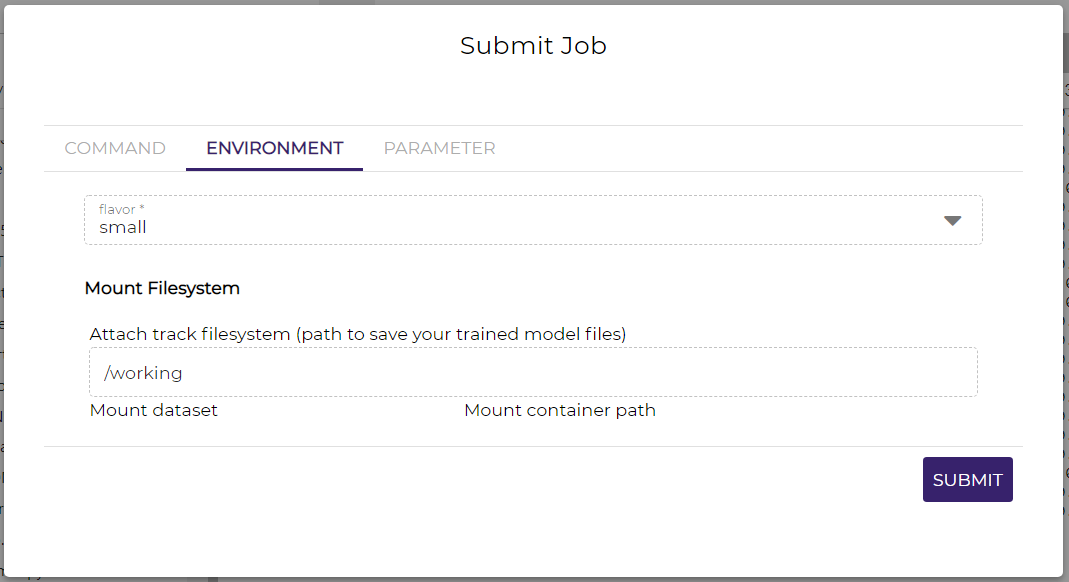 Submit Job
COMMAND ENVIRONMENT PARAMETER
flavor *
small
Mount Filesystem
Attach track filesystem (path to save your trained model files)
/working
Mount dataset Mount container path
SUBMIT